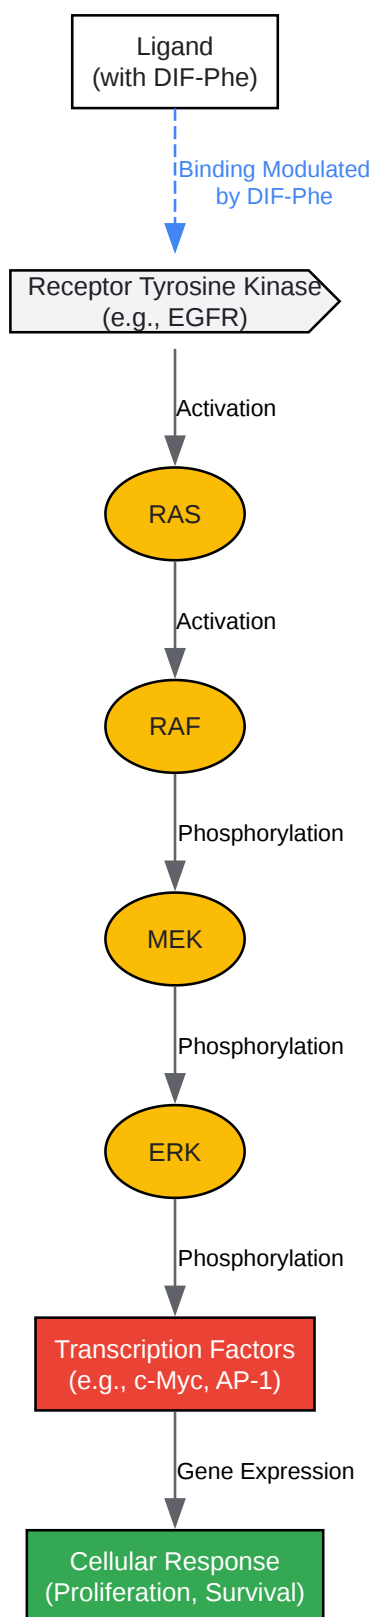 Ligand
(with DIF-Phe)
Binding Modulated
by DIF-Phe
Receptor Tyrosine Kinase
(e.g., EGFR)
Activation
RAS
Activation
RAF
Phosphorylation
MEK
Phosphorylation
ERK
Phosphorylation
Transcription Factors
(e.g., c-Myc, AP-1)
Gene Expression
Cellular Response
(Proliferation, Survival)